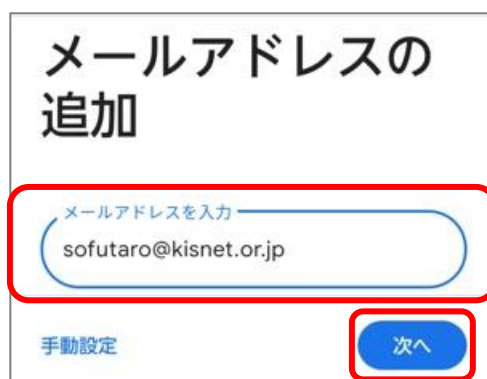 メールアドレスの
追加
メールアドレスを入力
sofutaro@kisnet.or.jp
手動設定
次へ